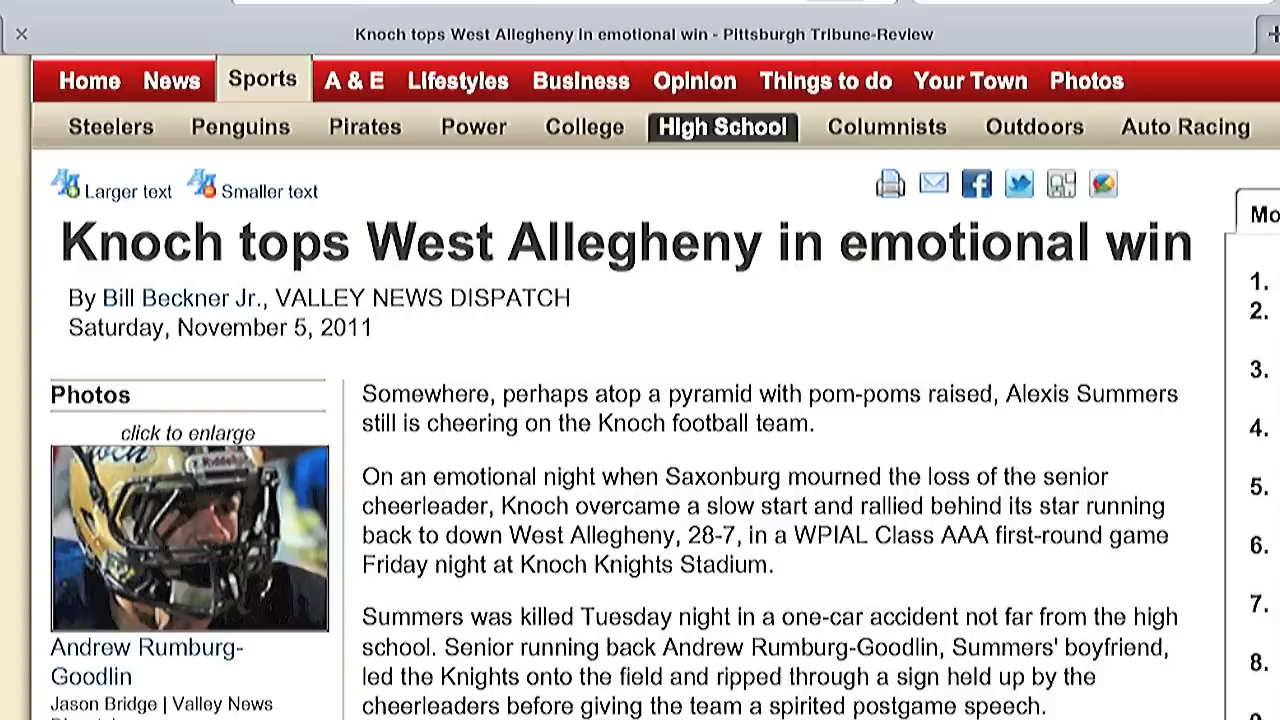 Knoch tops West Allegheny in emotional win - Pittsburgh Tribune-Review
Home News Sports A & E Lifestyles Business Opinion Things to do Your Town Photos
Steelers Penguins Pirates Power College High School Columnists Outdoors Auto Racing
Larger text Smaller text
Knoch tops West Allegheny in emotional win
By Bill Beckner Jr., VALLEY NEWS DISPATCH
Saturday, November 5, 2011
Photos
click to enlarge
Andrew Rumburg-
Goodlin
Jason Bridge | Valley News
Somewhere, perhaps atop a pyramid with pom-poms raised, Alexis Summers
still is cheering on the Knoch football team.
On an emotional night when Saxonburg mourned the loss of the senior
cheerleader, Knoch overcame a slow start and rallied behind its star running
back to down West Allegheny, 28-7, in a WPIAL Class AAA first-round game
Friday night at Knoch Knights Stadium.
Summers was killed Tuesday night in a one-car accident not far from the high
school. Senior running back Andrew Rumburg-Goodlin, Summers' boyfriend,
led the Knights onto the field and ripped through a sign held up by the
cheerleaders before giving the team a spirited postgame speech.
Mo
1.
2.
3.
4.
5.
6.
7.
8.